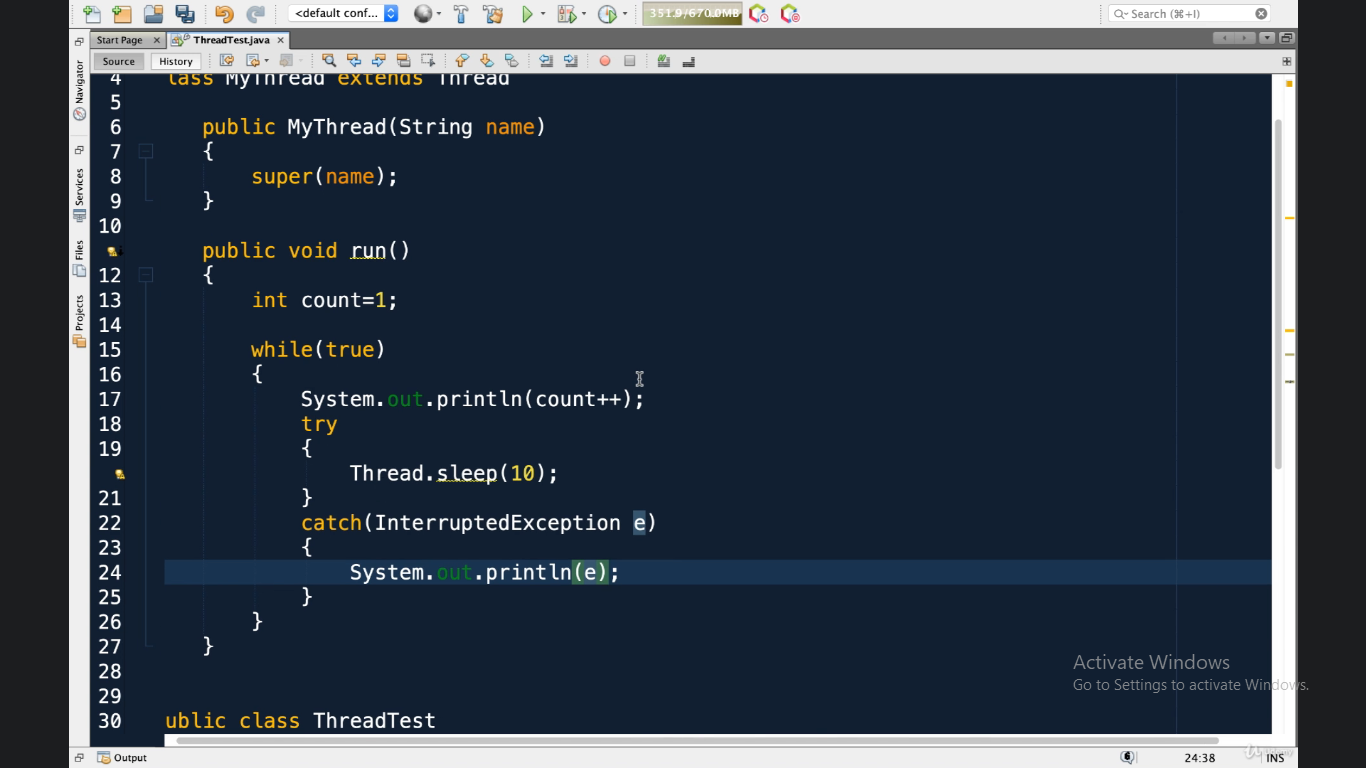 <default conf...
351.9/670.0MB
Search (⌘+I)
Start Page
ThreadTest.java
Source
History
Navigator
Services
Files
Projects
4 lass MyThread extends Thread
5
6 public MyThread(String name)
7 {
8 super(name);
9 }
10
public void run()
12 {
13 int count=1;
14
15 while(true)
16 {
17 System.out.println(count++);
18 try
19 {
Thread.sleep(10);
21 }
22 catch(InterruptedException e)
23 {
24 System.out.println(e);
25 }
26 }
27 }
28
29
30 ublic class ThreadTest
Activate Windows
Go to Settings to activate Windows.
Output
6
24:38
INS